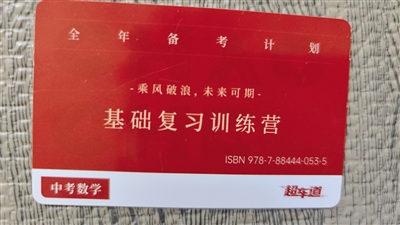 全年备考计划
-乘风破浪,未来可期-
基础复习训练营
ISBN 978-7-88444-053-5
中考数学
超车道